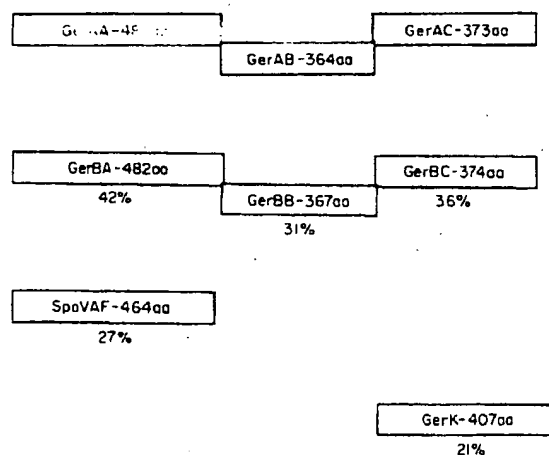 GerAC-373aa
GerAB-364aa
GerBA-482aa
GerBC-374aa
42%
GerBB-367aa
36%
31%
SpoVAF-464aa
27%
GerK-407aa
21%